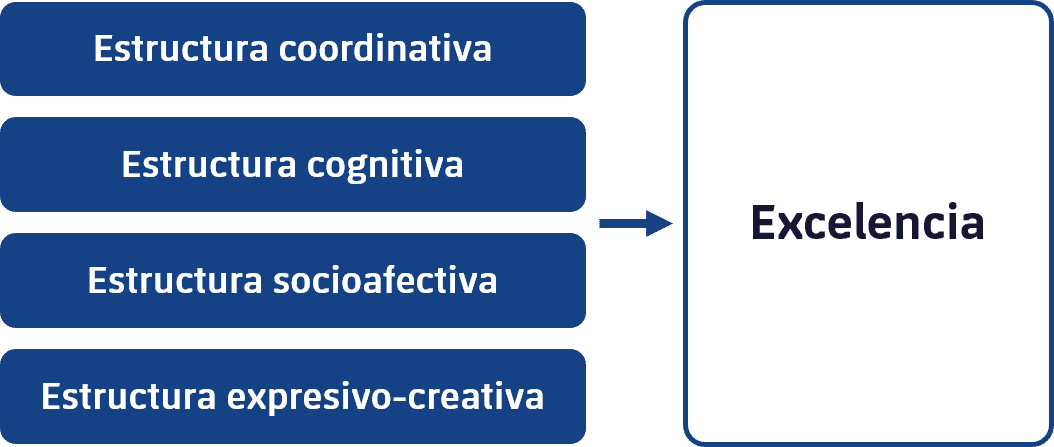 Estructura coordinativa
Estructura cognitiva
Estructura socioafectiva
Estructura expresivo-creativa
Excelencia